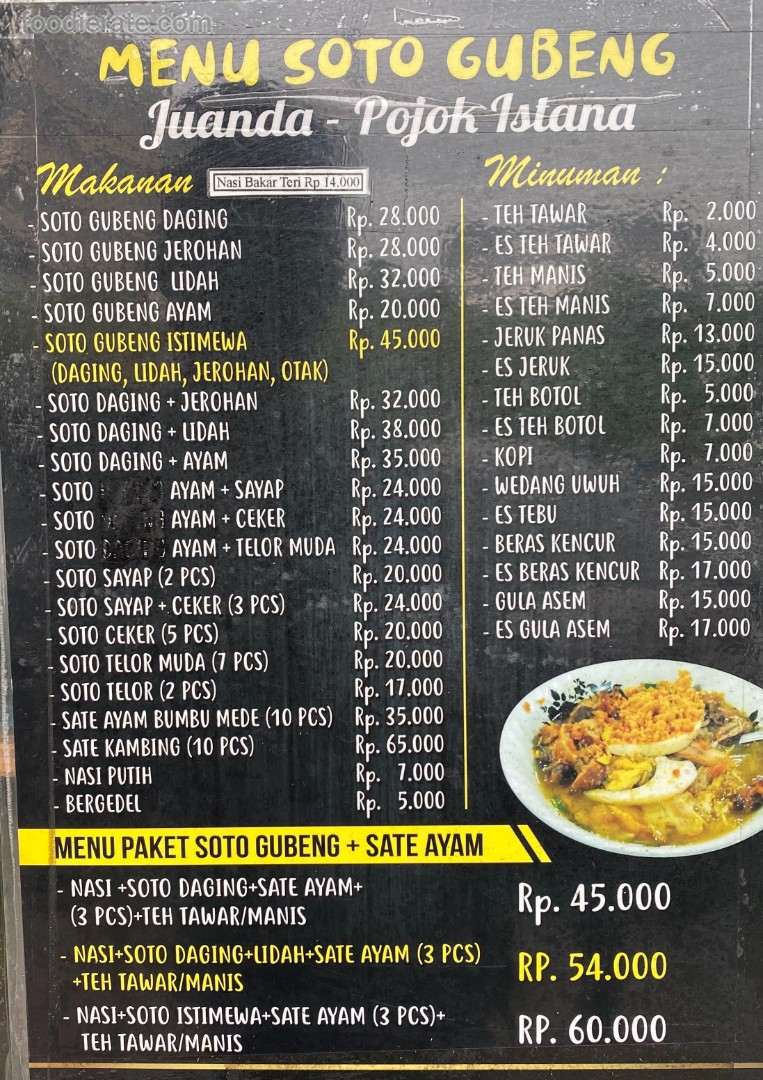 foodierate.com
MENU SOTO GUBENG
Juanda - Pojok Istana
Makanan
Nasi Bakar Teri Rp 14.000
- SOTO GUBENG DAGING Rp. 28.000
- SOTO GUBENG JEROHAN Rp. 28.000
- SOTO GUBENG LIDAH Rp. 32.000
- SOTO GUBENG AYAM Rp. 20.000
- SOTO GUBENG ISTIMEWA Rp. 45.000
(DAGING, LIDAH, JEROHAN, OTAK)
- SOTO DAGING + JEROHAN Rp. 32.000
- SOTO DAGING + LIDAH Rp. 38.000
- SOTO DAGING + AYAM Rp. 35.000
- SOTO AYAM + SAYAP Rp. 24.000
- SOTO AYAM + CEKER Rp. 24.000
- SOTO AYAM + TELOR MUDA Rp. 24.000
- SOTO SAYAP (2 PCS) Rp. 20.000
- SOTO SAYAP + CEKER (3 PCS) Rp. 24.000
- SOTO CEKER (5 PCS) Rp. 20.000
- SOTO TELOR MUDA (7 PCS) Rp. 20.000
- SOTO TELOR (2 PCS) Rp. 17.000
- SATE AYAM BUMBU MEDE (10 PCS) Rp. 35.000
- SATE KAMBING (10 PCS) Rp. 65.000
- NASI PUTIH Rp. 7.000
- BERGEDEL Rp. 5.000
Minuman :
- TEH TAWAR Rp. 2.000
- ES TEH TAWAR Rp. 4.000
- TEH MANIS Rp. 5.000
- ES TEH MANIS Rp. 7.000
- JERUK PANAS Rp. 13.000
- ES JERUK Rp. 15.000
- TEH BOTOL Rp. 5.000
- ES TEH BOTOL Rp. 7.000
- KOPI Rp. 7.000
- WEDANG UWUH Rp. 15.000
- ES TEBU Rp. 15.000
- BERAS KENCUR Rp. 15.000
- ES BERAS KENCUR Rp. 17.000
- GULA ASEM Rp. 15.000
- ES GULA ASEM Rp. 17.000
MENU PAKET SOTO GUBENG + SATE AYAM
- NASI +SOTO DAGING+SATE AYAM+
(3 PCS)+TEH TAWAR/MANIS Rp. 45.000
- NASI+SOTO DAGING+LIDAH+SATE AYAM (3 PCS)
+TEH TAWAR/MANIS RP. 54.000
- NASI+SOTO ISTIMEWA+SATE AYAM (3 PCS)+
TEH TAWAR/MANIS RP. 60.000